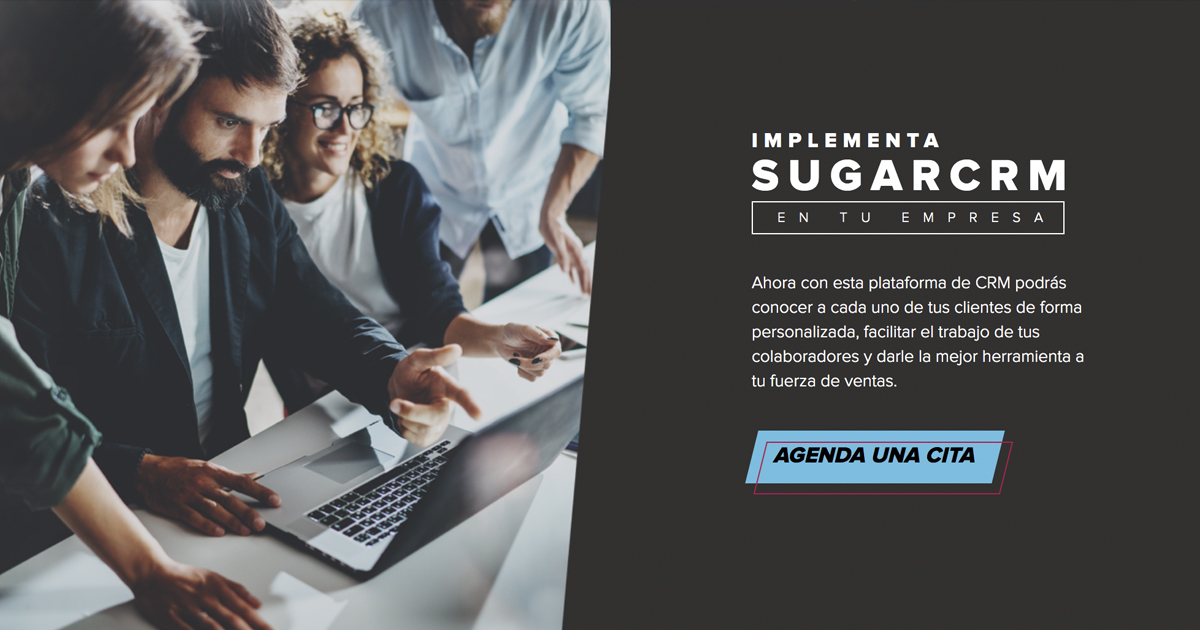 IMPLEMENTA
SUGARCRM
EN TU EMPRESA
Ahora con esta plataforma de CRM podrás
conocer a cada uno de tus clientes de forma
personalizada, facilitar el trabajo de tus
colaboradores y darle la mejor herramienta a
tu fuerza de ventas.
AGENDA UNA CITA